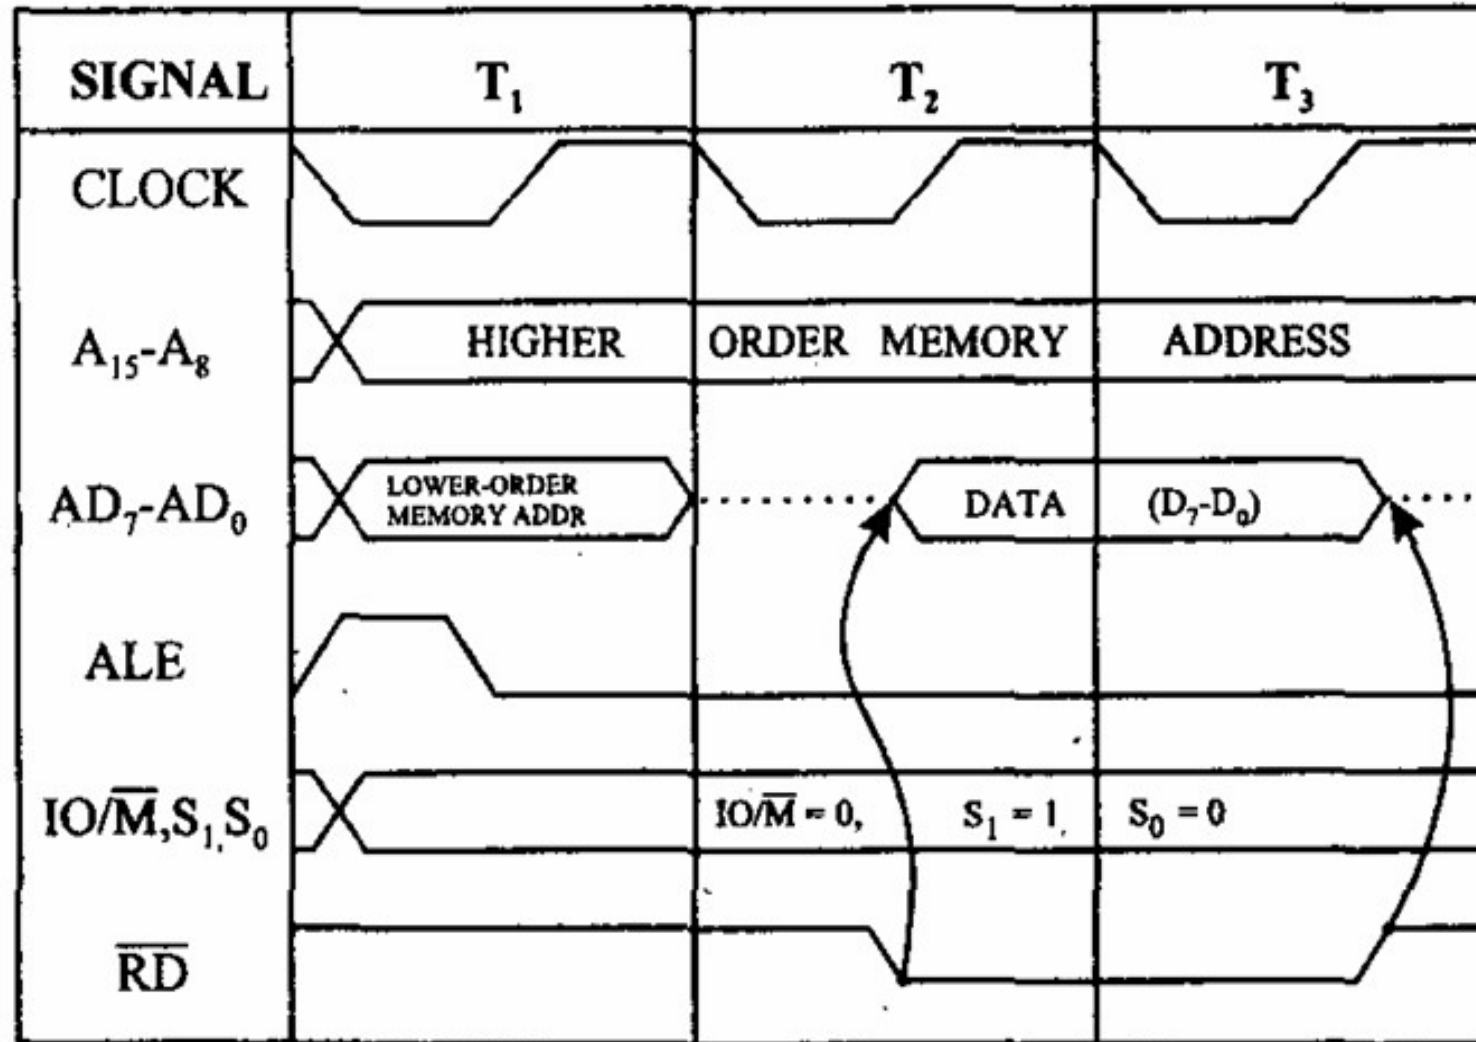 SIGNAL T₁ T₂ T₃
CLOCK
A₁₅-A₈ HIGHER ORDER MEMORY ADDRESS
AD₇-AD₀ LOWER-ORDER MEMORY ADDR DATA (D₇-D₀)
ALE
IO/M̅,S₁,S₀ IO/M̅ = 0, S₁ = 1, S₀ = 0
R̅D̅